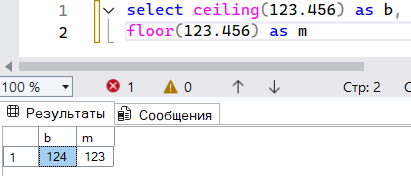 1 select ceiling(123.456) as b,
2 floor(123.456) as m
100 % 1 0 Стр: 2
Результаты Сообщения
b m
1 124 123